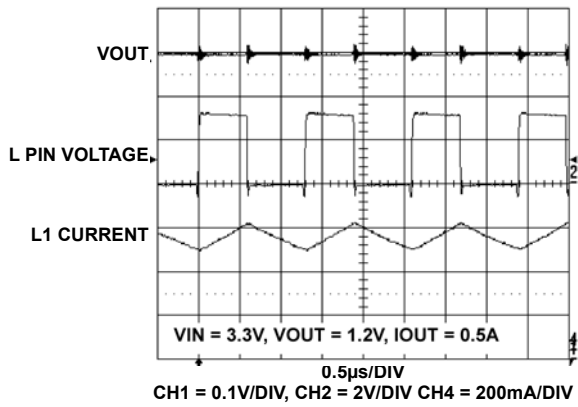 VOUT
L PIN VOLTAGE
2
L1 CURRENT
VIN = 3.3V, VOUT = 1.2V, IOUT = 0.5A
0.5µs/DIV
CH1 = 0.1V/DIV, CH2 = 2V/DIV CH4 = 200mA/DIV